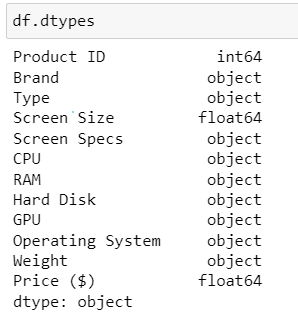 df.dtypes
Product ID int64
Brand object
Type object
Screen Size float64
Screen Specs object
CPU object
RAM object
Hard Disk object
GPU object
Operating System object
Weight object
Price ($) float64
dtype: object